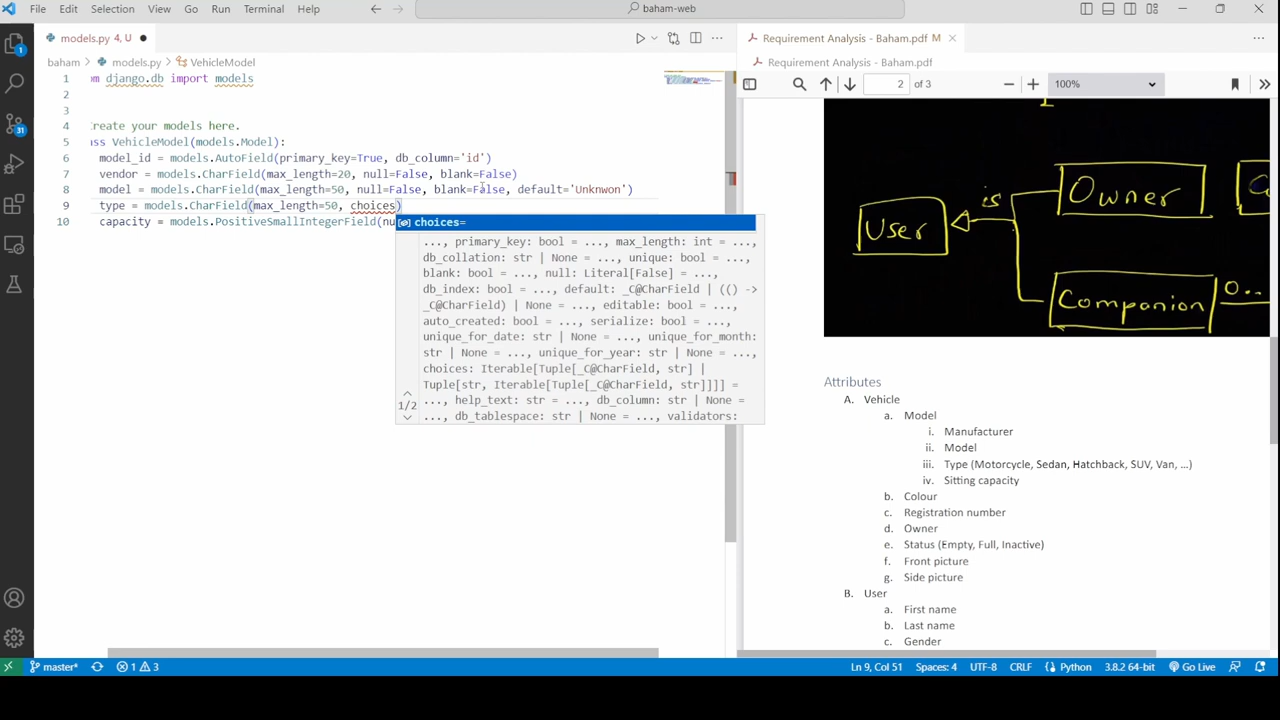 File Edit Selection View Go Run Terminal Help baham-web
models.py 4, U
Requirement Analysis - Baham.pdf M
baham > models.py > VehicleModel
Requirement Analysis - Baham.pdf
2 of 3 100%
1 om django.db import models
2
3
4 Create your models here.
5 ass VehicleModel(models.Model):
6 model_id = models.AutoField(primary_key=True, db_column='id')
7 vendor = models.CharField(max_length=20, null=False, blank=False)
8 model = models.CharField(max_length=50, null=False, blank=False, default='Unknwon')
9 type = models.CharField(max_length=50, choices)
10 capacity = models.PositiveSmallIntegerField(nu
choices=
..., primary_key: bool = ..., max_length: int = ...,
db_collation: str | None = ..., unique: bool = ...,
blank: bool = ..., null: Literal[False] = ...,
db_index: bool = ..., default: _C@CharField | (() ->
_C@CharField) | None = ..., editable: bool = ...,
auto_created: bool = ..., serialize: bool = ...,
unique_for_date: str | None = ..., unique_for_month:
str | None = ..., unique_for_year: str | None = ...,
choices: Iterable[Tuple[_C@CharField, str] |
Tuple[str, Iterable[Tuple[_C@CharField, str]]]] =
..., help_text: str = ..., db_column: str | None =
..., db_tablespace: str | None = ..., validators:
1/2
User
is
Owner
Companion
0..
Attributes
A. Vehicle
a. Model
i. Manufacturer
ii. Model
iii. Type (Motorcycle, Sedan, Hatchback, SUV, Van, ...)
iv. Sitting capacity
b. Colour
c. Registration number
d. Owner
e. Status (Empty, Full, Inactive)
f. Front picture
g. Side picture
B. User
a. First name
b. Last name
c. Gender
1
31
master* 1 3 Ln 9, Col 51 Spaces: 4 UTF-8 CRLF Python 3.8.2 64-bit Go Live